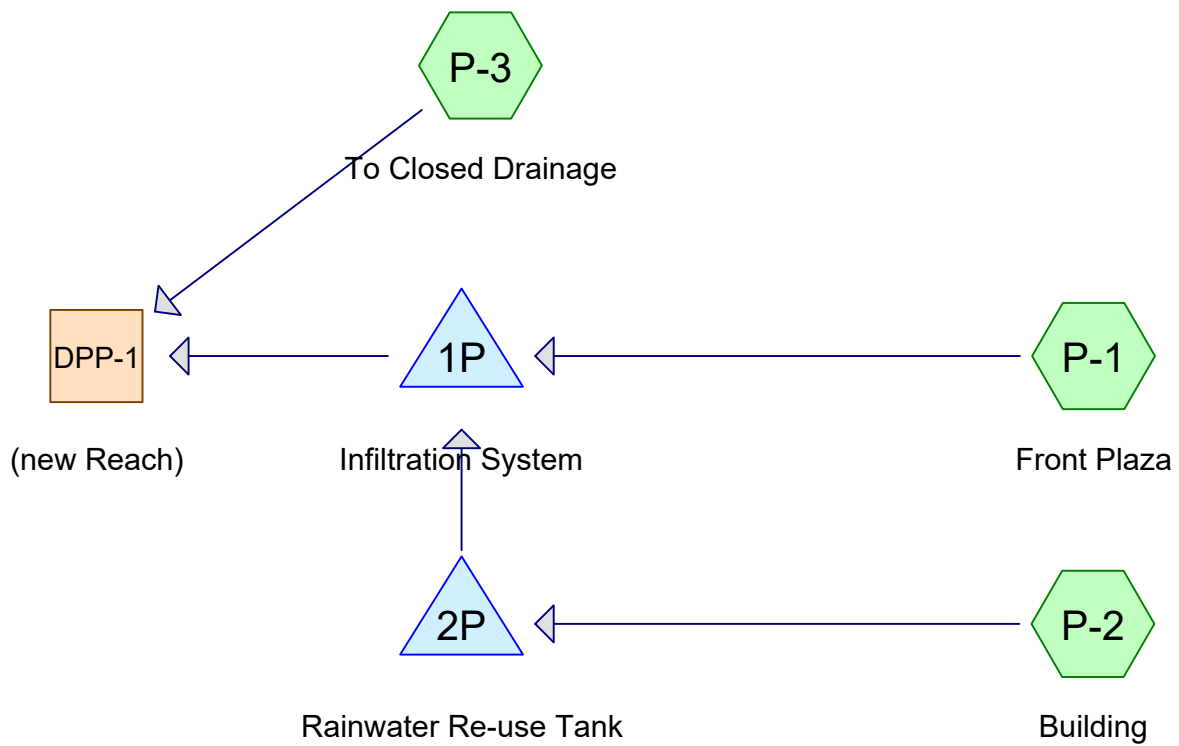 P-3
To Closed Drainage
DPP-1
1P
P-1
(new Reach)
Infiltration System
Front Plaza
2P
P-2
Rainwater Re-use Tank
Building